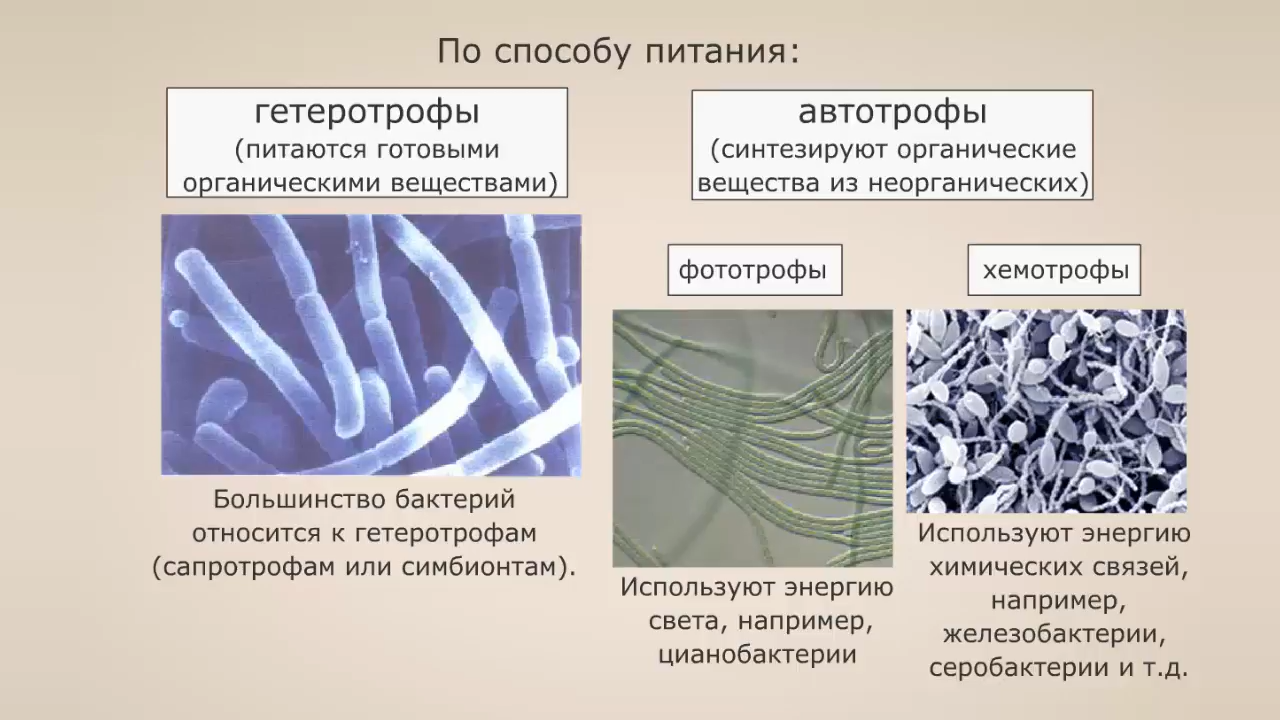 По способу питания:
гетеротрофы
(питаются готовыми
органическими веществами)
Большинство бактерий
относится к гетеротрофам
(сапротрофам или симбионтам).
автотрофы
(синтезируют органические
вещества из неорганических)
фототрофы
Используют энергию
света, например,
цианобактерии
хемотрофы
Используют энергию
химических связей,
например,
железобактерии,
серобактерии и т.д.